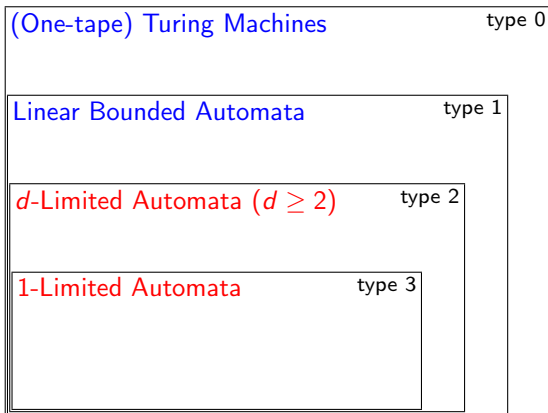 (One-tape) Turing Machines type 0
Linear Bounded Automata type 1
d-Limited Automata (d ≥ 2) type 2
1-Limited Automata type 3